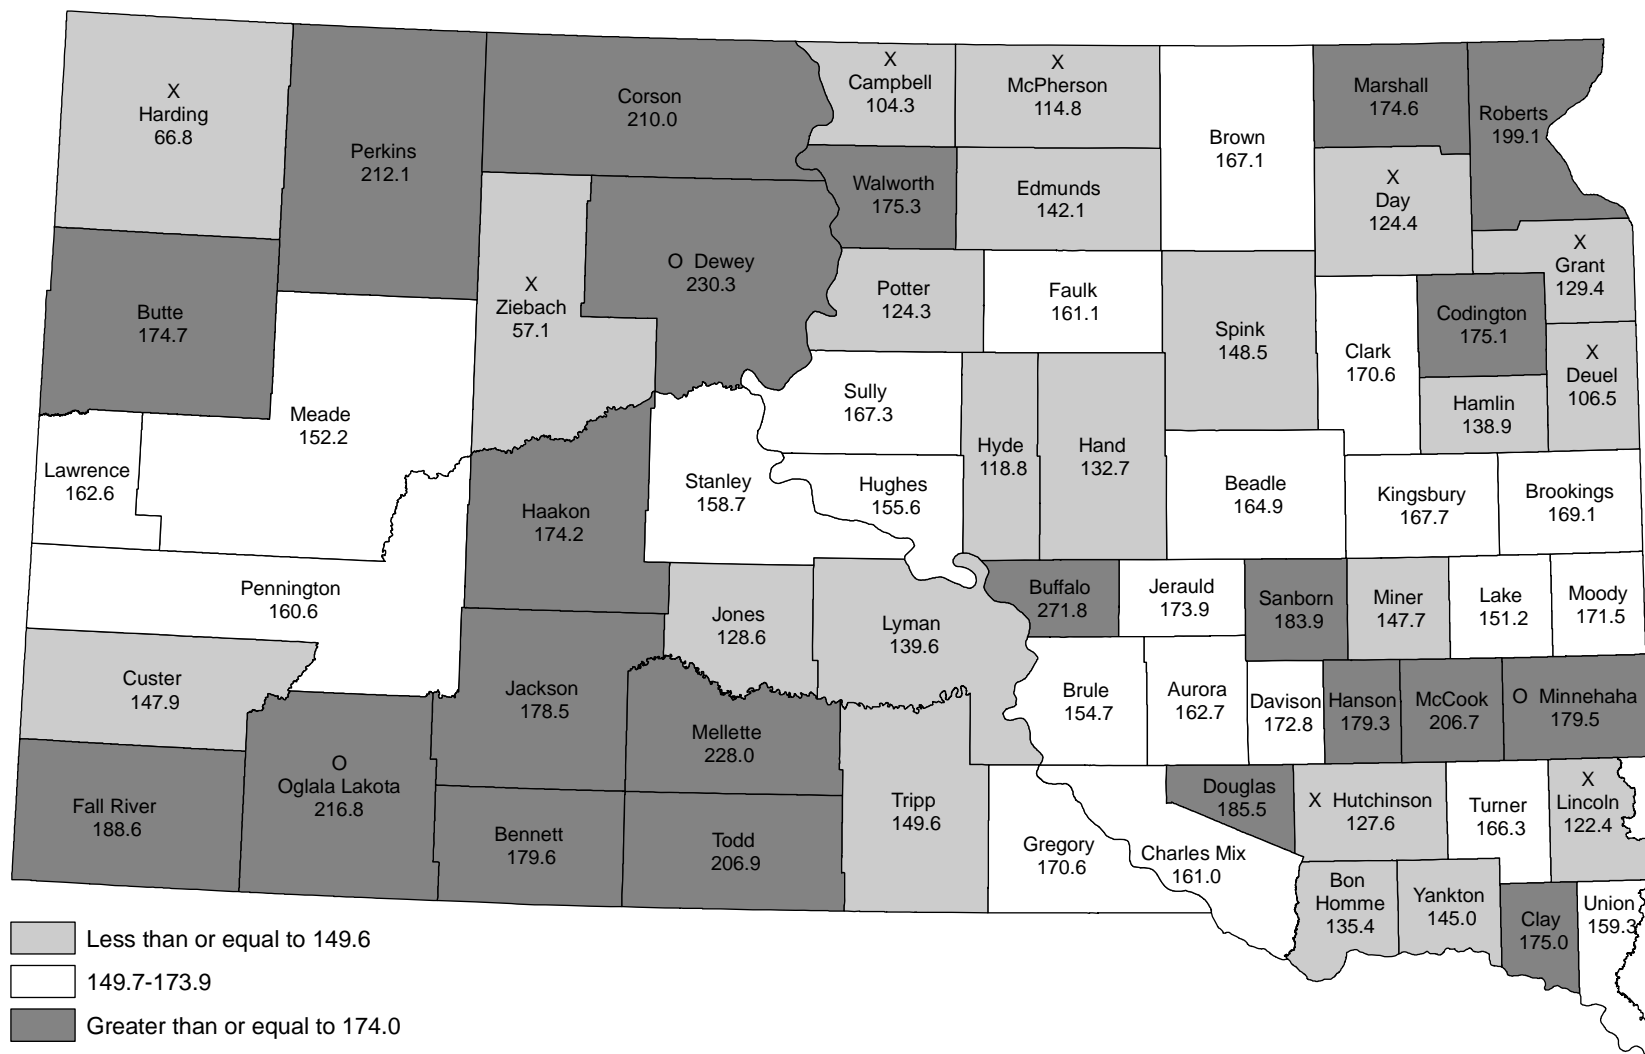 X
Harding
66.8
Perkins
212.1
Corson
210.0
X
Campbell
104.3
X
McPherson
114.8
Brown
167.1
Marshall
174.6
Roberts
199.1
Walworth
175.3
Edmunds
142.1
X
Day
124.4
X
Grant
129.4
Butte
174.7
X
Ziebach
57.1
O Dewey
230.3
Potter
124.3
Faulk
161.1
Spink
148.5
Clark
170.6
Codington
175.1
X
Deuel
106.5
Hamlin
138.9
Meade
152.2
Lawrence
162.6
Sully
167.3
Hyde
118.8
Hand
132.7
Stanley
158.7
Hughes
155.6
Haakon
174.2
Beadle
164.9
Kingsbury
167.7
Brookings
169.1
Pennington
160.6
Jones
128.6
Lyman
139.6
Buffalo
271.8
Jerauld
173.9
Sanborn
183.9
Miner
147.7
Lake
151.2
Moody
171.5
Custer
147.9
Jackson
178.5
Mellette
228.0
Brule
154.7
Aurora
162.7
Davison
172.8
Hanson
179.3
McCook
206.7
O Minnehaha
179.5
Fall River
188.6
O
Oglala Lakota
216.8
Bennett
179.6
Todd
206.9
Tripp
149.6
Gregory
170.6
Charles Mix
161.0
Douglas
185.5
X Hutchinson
127.6
Turner
166.3
X
Lincoln
122.4
Bon
Homme
135.4
Yankton
145.0
Clay
175.0
Union
159.3
Less than or equal to 149.6
149.7-173.9
Greater than or equal to 174.0